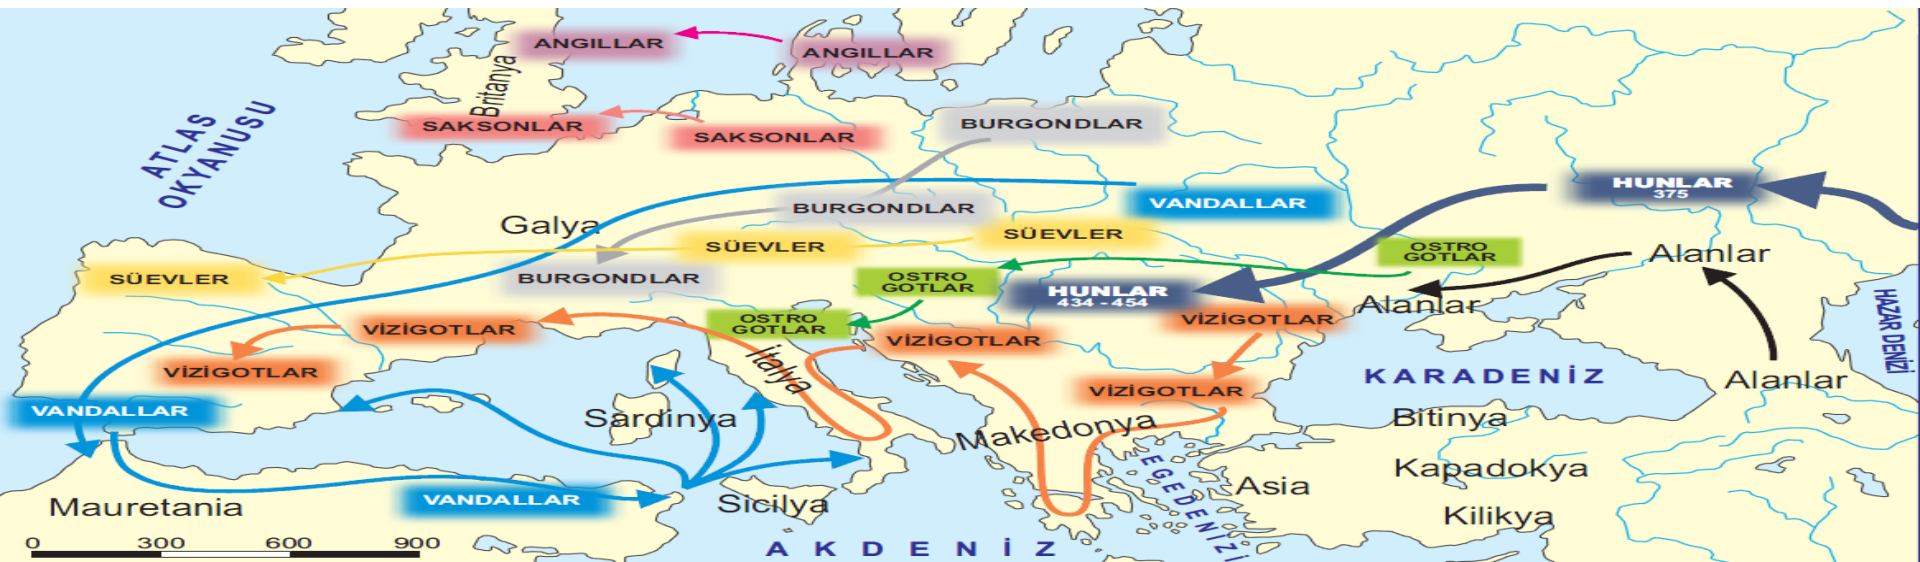 ANGILLAR
ANGILLAR
Britanya
SAKSONLAR
SAKSONLAR
BURGONDLAR
ATLAS
OKYANUSU
HUNLAR
375
VANDALLAR
BURGONDLAR
Galya
SÜEVLER
SÜEVLER
SÜEVLER
OSTRO
GOTLAR
Alanlar
BURGONDLAR
OSTRO
GOTLAR
HUNLAR
434 - 454
Alanlar
HAZAR DENİZİ
VİZİGOTLAR
OSTRO
GOTLAR
VİZİGOTLAR
VİZİGOTLAR
İtalya
VİZİGOTLAR
KARADENİZ
Alanlar
VİZİGOTLAR
VANDALLAR
Sardinya
Makedonya
Bitinya
Kapadokya
EGEDENİZİ
Asia
VANDALLAR
Sicilya
Mauretania
Kilikya
0 300 600 900
AKDENİZ